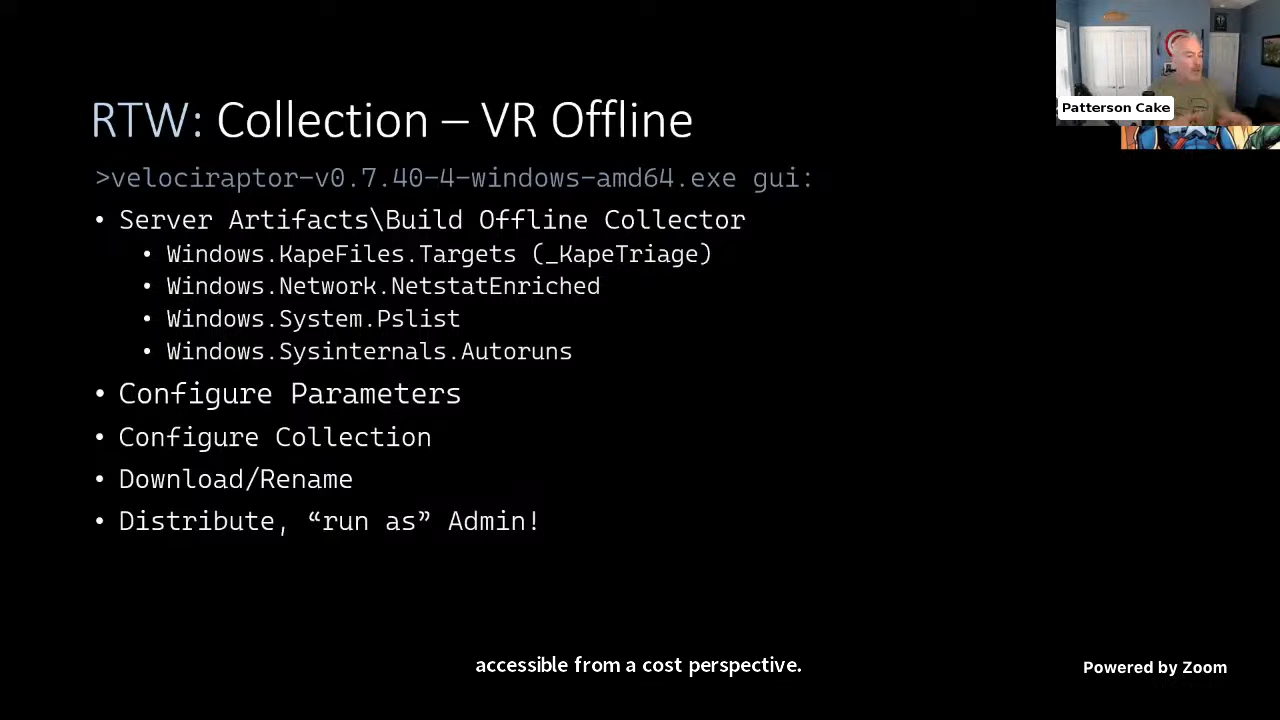 RTW: Collection – VR Offline
Patterson Cake
>velociraptor-v0.7.40-4-windows-amd64.exe gui:
• Server Artifacts\Build Offline Collector
• Windows.KapeFiles.Targets (_KapeTriage)
• Windows.Network.NetstatEnriched
• Windows.System.Pslist
• Windows.Sysinternals.Autoruns
• Configure Parameters
• Configure Collection
• Download/Rename
• Distribute, “run as” Admin!
accessible from a cost perspective.
Powered by Zoom